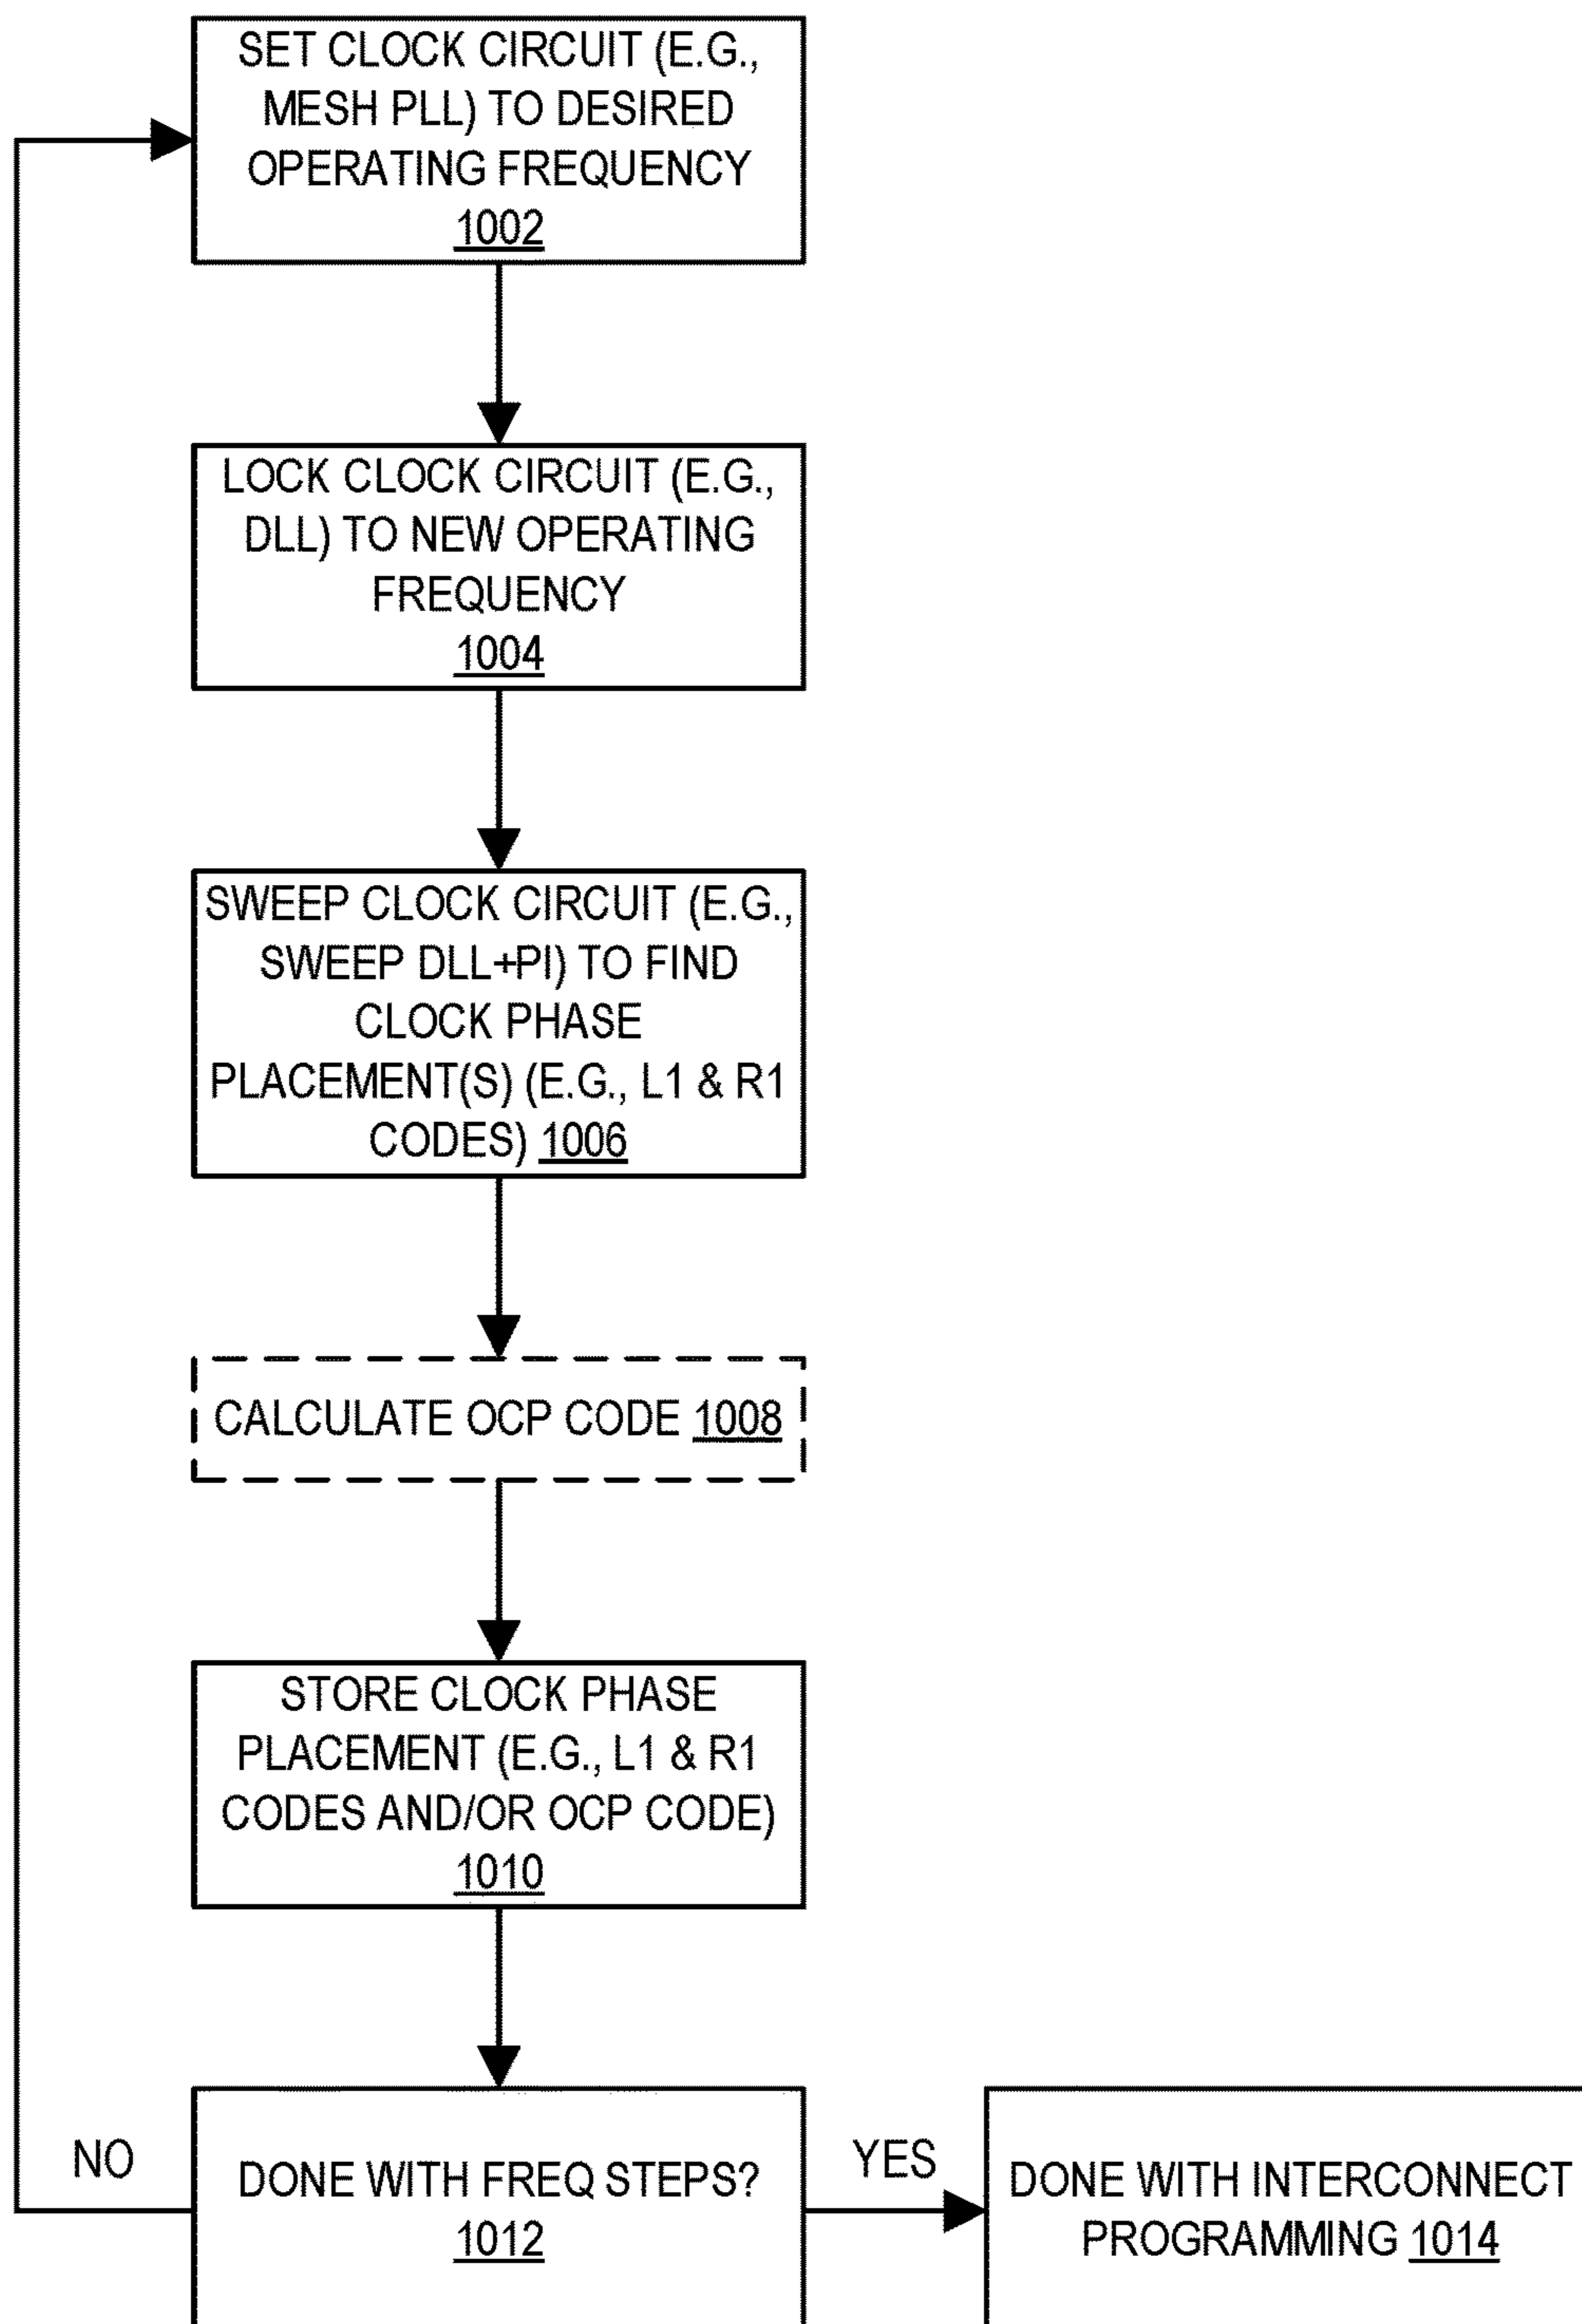 SET CLOCK CIRCUIT (E.G.,
MESH PLL) TO DESIRED
OPERATING FREQUENCY
1002
LOCK CLOCK CIRCUIT (E.G.,
DLL) TO NEW OPERATING
FREQUENCY
1004
SWEEP CLOCK CIRCUIT (E.G.,
SWEEP DLL+PI) TO FIND
CLOCK PHASE
PLACEMENT(S) (E.G., L1 & R1
CODES) 1006
CALCULATE OCP CODE 1008
STORE CLOCK PHASE
PLACEMENT (E.G., L1 & R1
CODES AND/OR OCP CODE)
1010
NO
DONE WITH FREQ STEPS?
1012
YES
DONE WITH INTERCONNECT
PROGRAMMING 1014